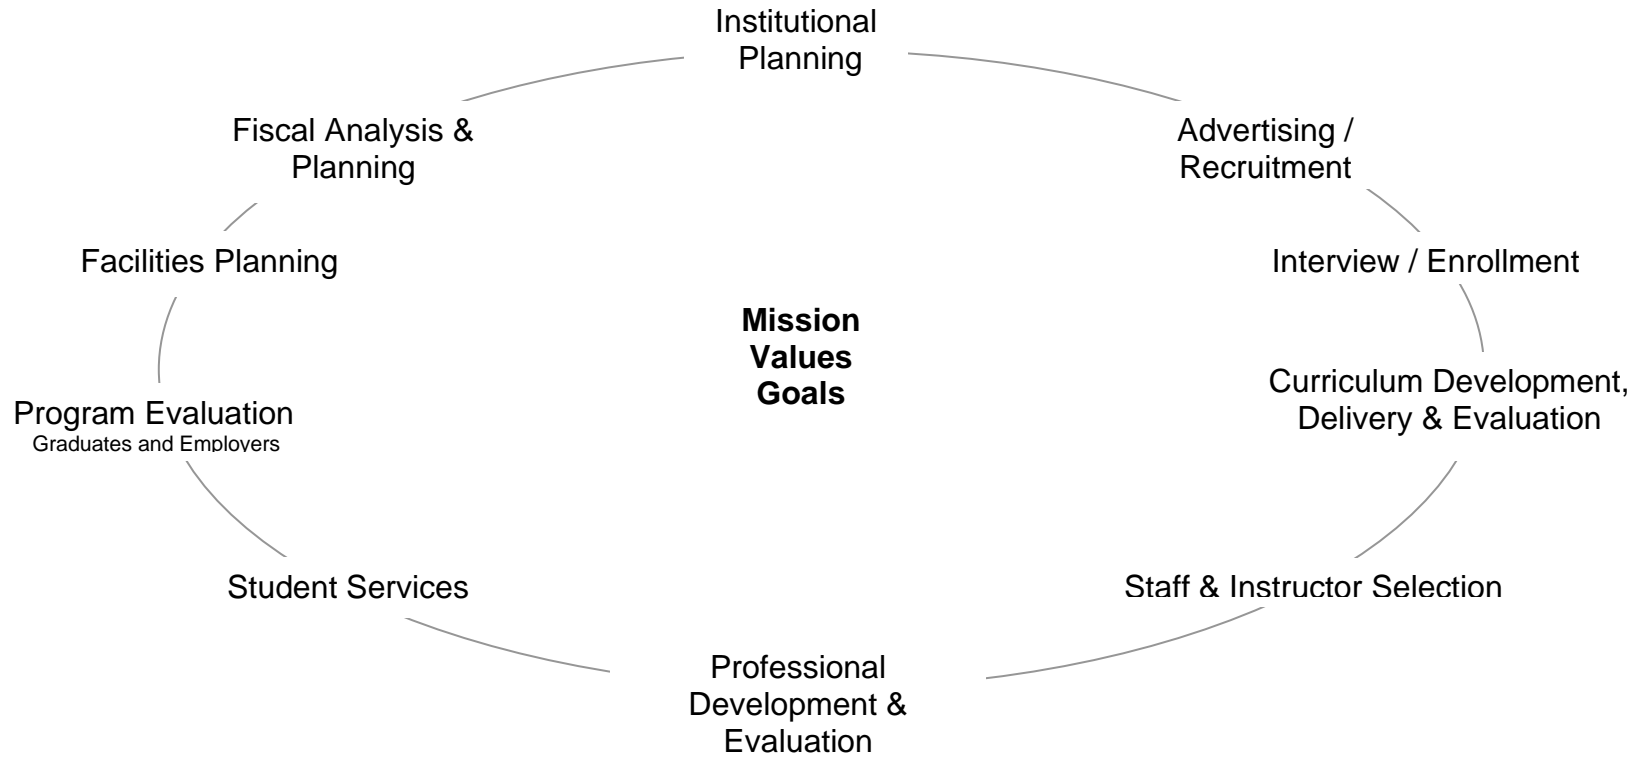 Institutional
Planning
Fiscal Analysis &
Planning
Advertising /
Recruitment
Facilities Planning
Interview / Enrollment
Mission
Values
Goals
Curriculum Development,
Delivery & Evaluation
Program Evaluation
Graduates and Employers
Student Services
Staff & Instructor Selection
Professional
Development &
Evaluation